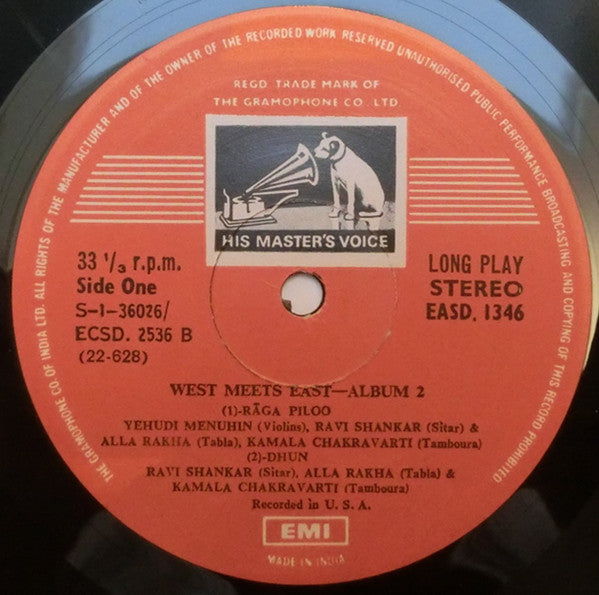 THE GRAMOPHONE CO. OF INDIA LTD. ALL RIGHTS OF THE MANUFACTURER AND OF THE OWNER OF THE RECORDED WORK RESERVED UNAUTHORISED PUBLIC PERFORMANCE BROADCASTING AND COPYING OF THIS RECORD PROHIBITED
REGD. TRADE MARK OF
THE GRAMOPHONE CO. LTD
HIS MASTER'S VOICE
33 1/3 r.p.m.
Side One
S-1-36026/
ECSD. 2536 B
(22-628)
LONG PLAY
STEREO
EASD. 1346
WEST MEETS EAST—ALBUM 2
(1)-RĀGA PILOO
YEHUDI MENUHIN (Violins), RAVI SHANKAR (Sitar) &
ALLA RAKHA (Tabla), KAMALA CHAKRAVARTI (Tamboura)
(2)-DHUN
RAVI SHANKAR (Sitar), ALLA RAKHA (Tabla) &
KAMALA CHAKRAVARTI (Tamboura)
Recorded in U. S. A.
EMI
MADE IN INDIA